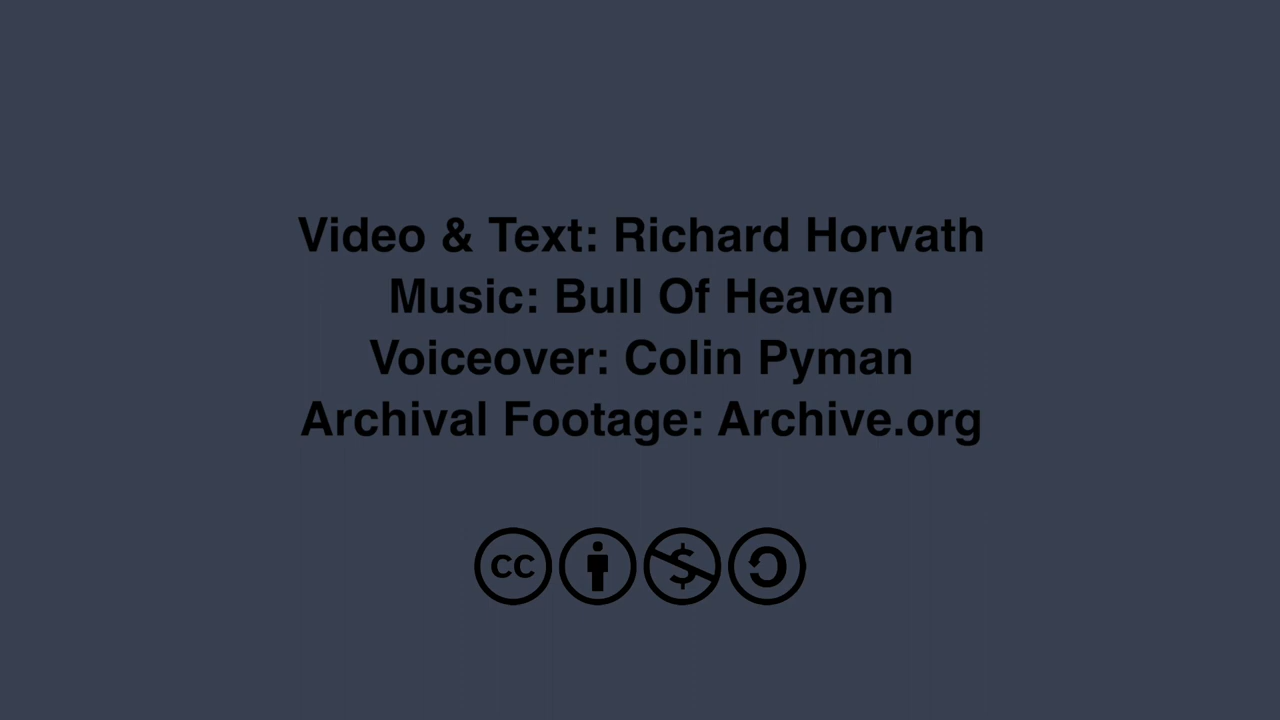 Video & Text: Richard Horvath
Music: Bull Of Heaven
Voiceover: Colin Pyman
Archival Footage: Archive.org
cc